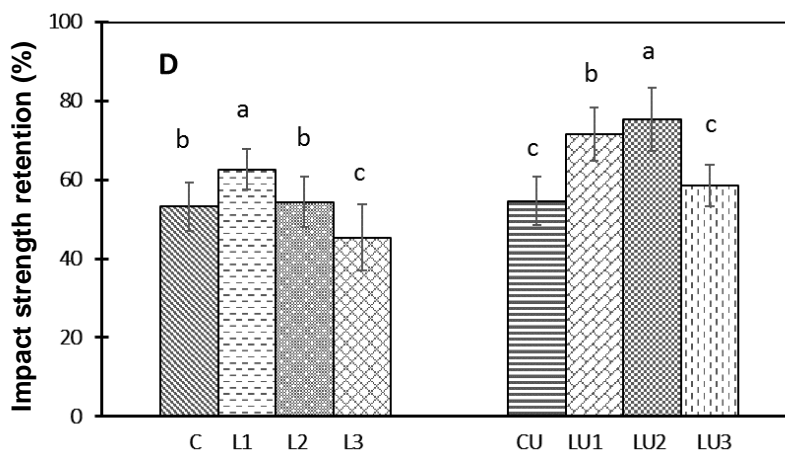 Impact strength retention (%)
100
80
60
40
20
0
D
b
a
b
c
c
b
a
c
C L1 L2 L3 CU LU1 LU2 LU3